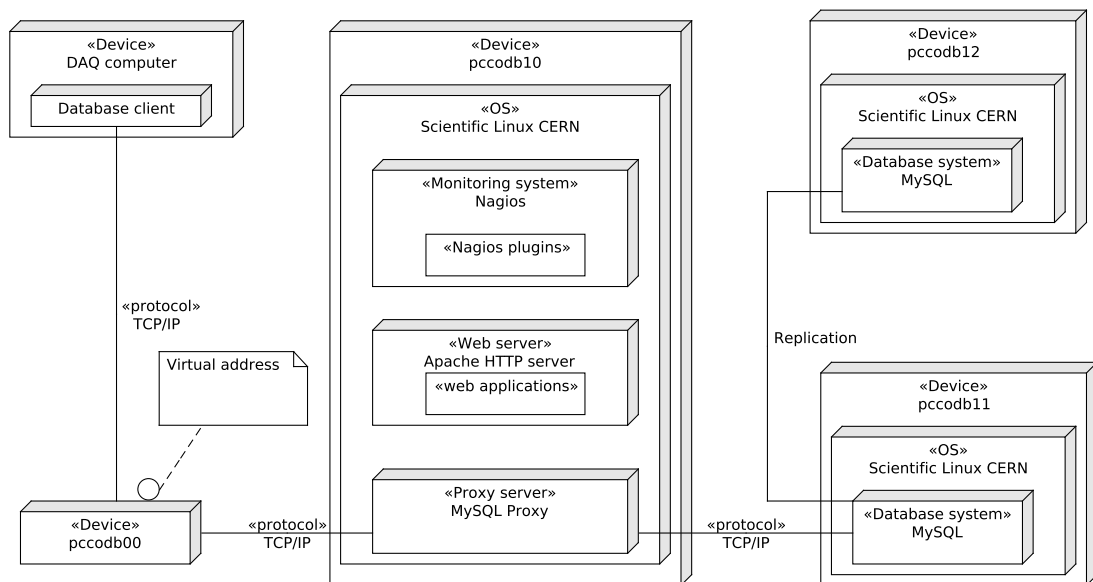 «Device»
DAQ computer
Database client
«protocol»
TCP/IP
Virtual address
«Device»
pccodb00
«protocol»
TCP/IP
«Device»
pccodb10
«OS»
Scientific Linux CERN
«Monitoring system»
Nagios
«Nagios plugins»
«Web server»
Apache HTTP server
«web applications»
«Proxy server»
MySQL Proxy
«protocol»
TCP/IP
«Device»
pccodb12
«OS»
Scientific Linux CERN
«Database system»
MySQL
Replication
«Device»
pccodb11
«OS»
Scientific Linux CERN
«Database system»
MySQL